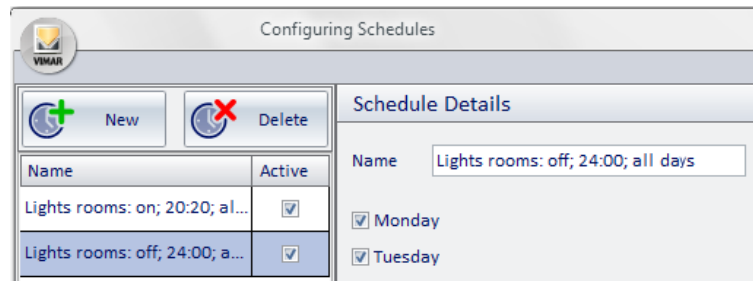 Configuring Schedules
VIMAR
New
Delete
Name
Active
Lights rooms: on; 20:20; al...
Lights rooms: off; 24:00; a...
Schedule Details
Name
Lights rooms: off; 24:00; all days
Monday
Tuesday